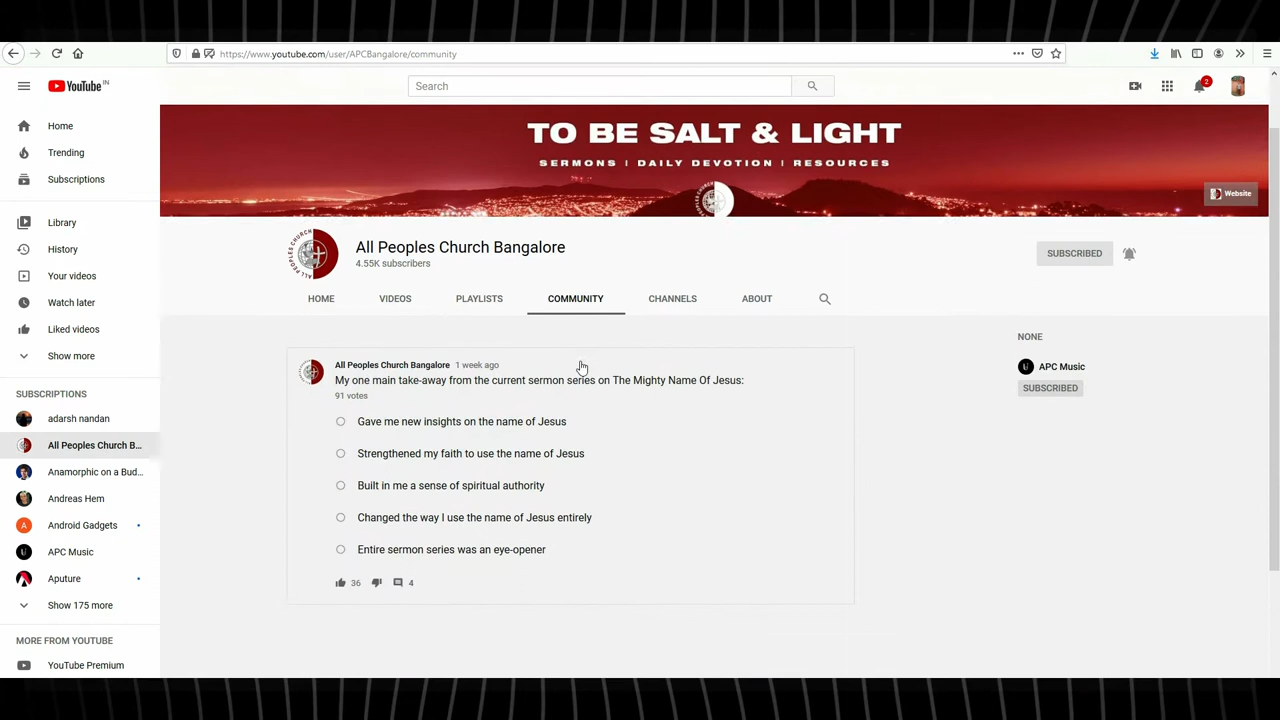 https://www.youtube.com/user/APCBangalore/community
YouTube IN
Search
2
Home
Trending
Subscriptions
Library
History
Your videos
Watch later
Liked videos
Show more
SUBSCRIPTIONS
adarsh nandan
All Peoples Church B...
Anamorphic on a Bud...
Andreas Hem
A Android Gadgets
APC Music
Aputure
Show 175 more
MORE FROM YOUTUBE
YouTube Premium
TO BE SALT & LIGHT
SERMONS | DAILY DEVOTION | RESOURCES
Website
ALL PEOPLES CHURCH
All Peoples Church Bangalore
4.55K subscribers
SUBSCRIBED
HOME VIDEOS PLAYLISTS COMMUNITY CHANNELS ABOUT
All Peoples Church Bangalore 1 week ago
My one main take-away from the current sermon series on The Mighty Name Of Jesus:
91 votes
Gave me new insights on the name of Jesus
Strengthened my faith to use the name of Jesus
Built in me a sense of spiritual authority
Changed the way I use the name of Jesus entirely
Entire sermon series was an eye-opener
36 4
NONE
APC Music
SUBSCRIBED